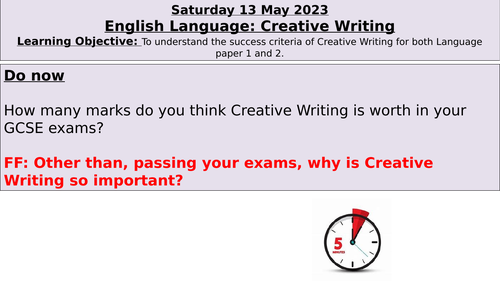 Saturday 13 May 2023
English Language: Creative Writing
Learning Objective: To understand the success criteria of Creative Writing for both Language
paper 1 and 2.
Do now
How many marks do you think Creative Writing is worth in your
GCSE exams?
FF: Other than, passing your exams, why is Creative
Writing so important?
5
MINUTES